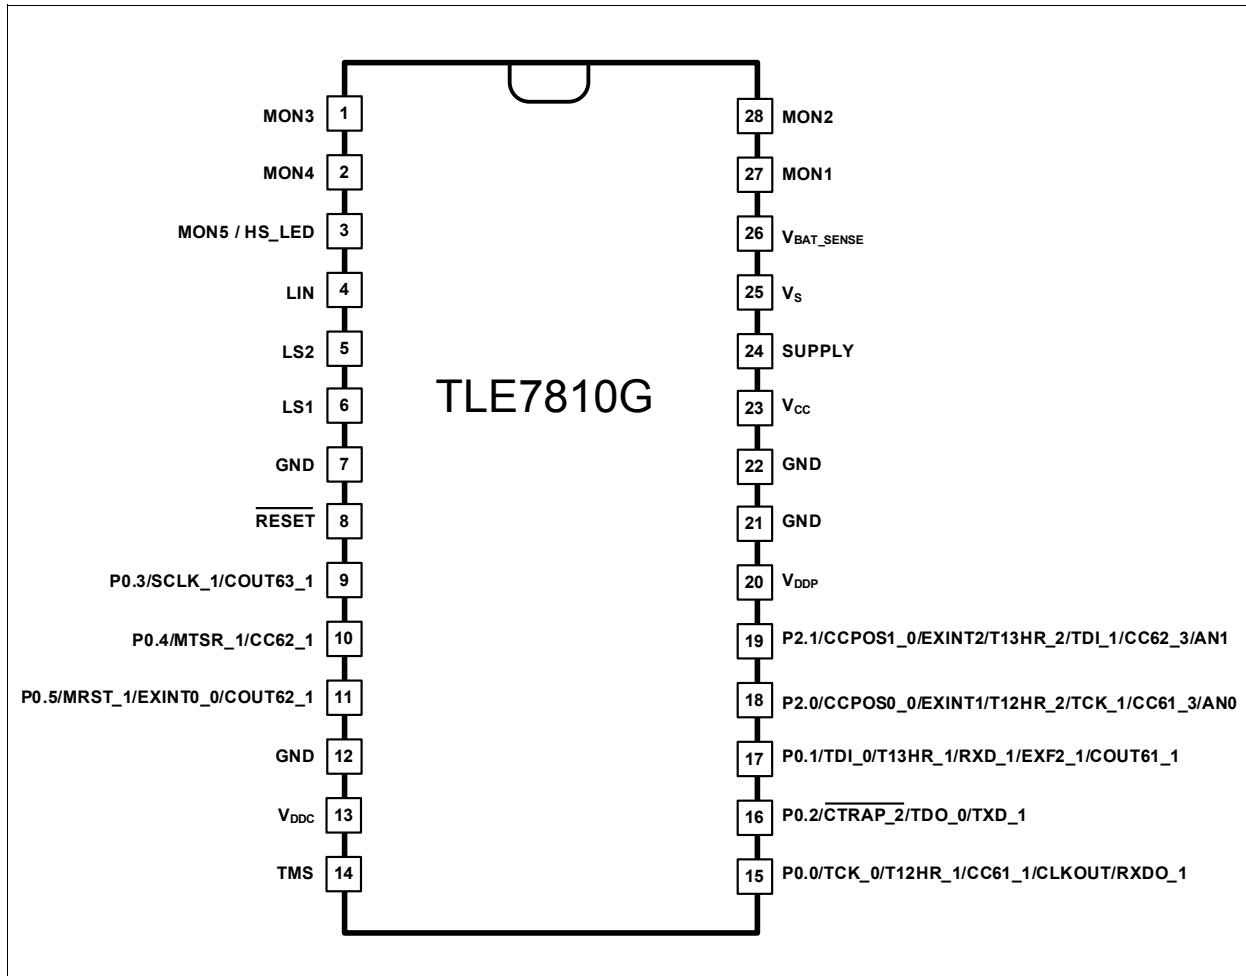 MON3 1
28 MON2
MON4 2
27 MON1
MON5 / HS_LED 3
26 VBAT_SENSE
LIN 4
25 VS
LS2 5
24 SUPPLY
TLE7810G
LS1 6
23 VCC
GND 7
22 GND
RESET 8
21 GND
P0.3/SCLK_1/COUT63_1 9
20 VDDP
P0.4/MTSR_1/CC62_1 10
19 P2.1/CCPOS1_0/EXINT2/T13HR_2/TDI_1/CC62_3/AN1
P0.5/MRST_1/EXINT0_0/COUT62_1 11
18 P2.0/CCPOS0_0/EXINT1/T12HR_2/TCK_1/CC61_3/AN0
GND 12
17 P0.1/TDI_0/T13HR_1/RXD_1/EXF2_1/COUT61_1
VDDC 13
16 P0.2/CTRAP_2/TDO_0/TXD_1
TMS 14
15 P0.0/TCK_0/T12HR_1/CC61_1/CLKOUT/RXDO_1